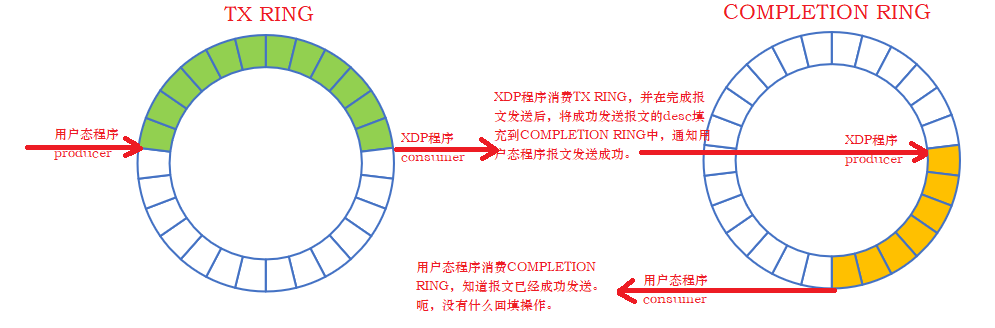 TX RING
COMPLETION RING
用户态程序
producer
XDP程序
consumer
XDP程序消费TX RING，并在完成报
文发送后，将成功发送报文的desc填
充到COMPLETION RING中，通知用
户态程序报文发送成功。
XDP程序
producer
用户态程序消费COMPLETION
RING，知道报文已经成功发送。
呃，没有什么回填操作。
用户态程序
consumer